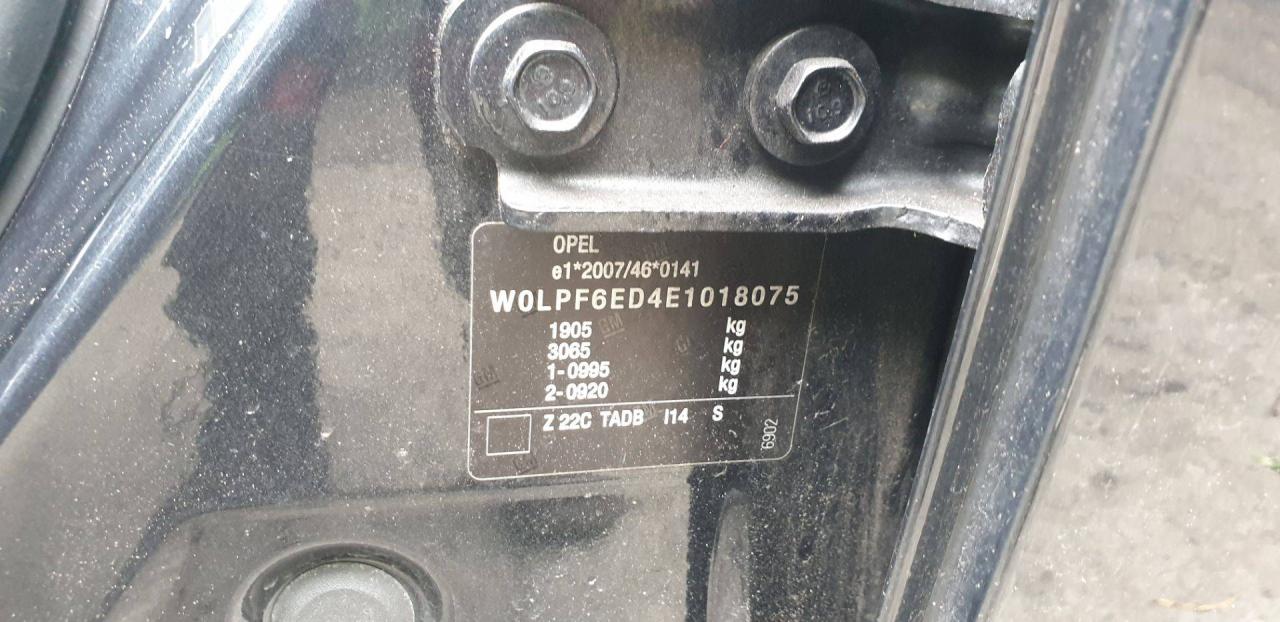 OPEL
e1*2007/46*0141
W0LPF6ED4E1018075
1905 kg
3065 kg
1-0995 kg
2-0920 kg
Z 22C TADB I14 S
6902